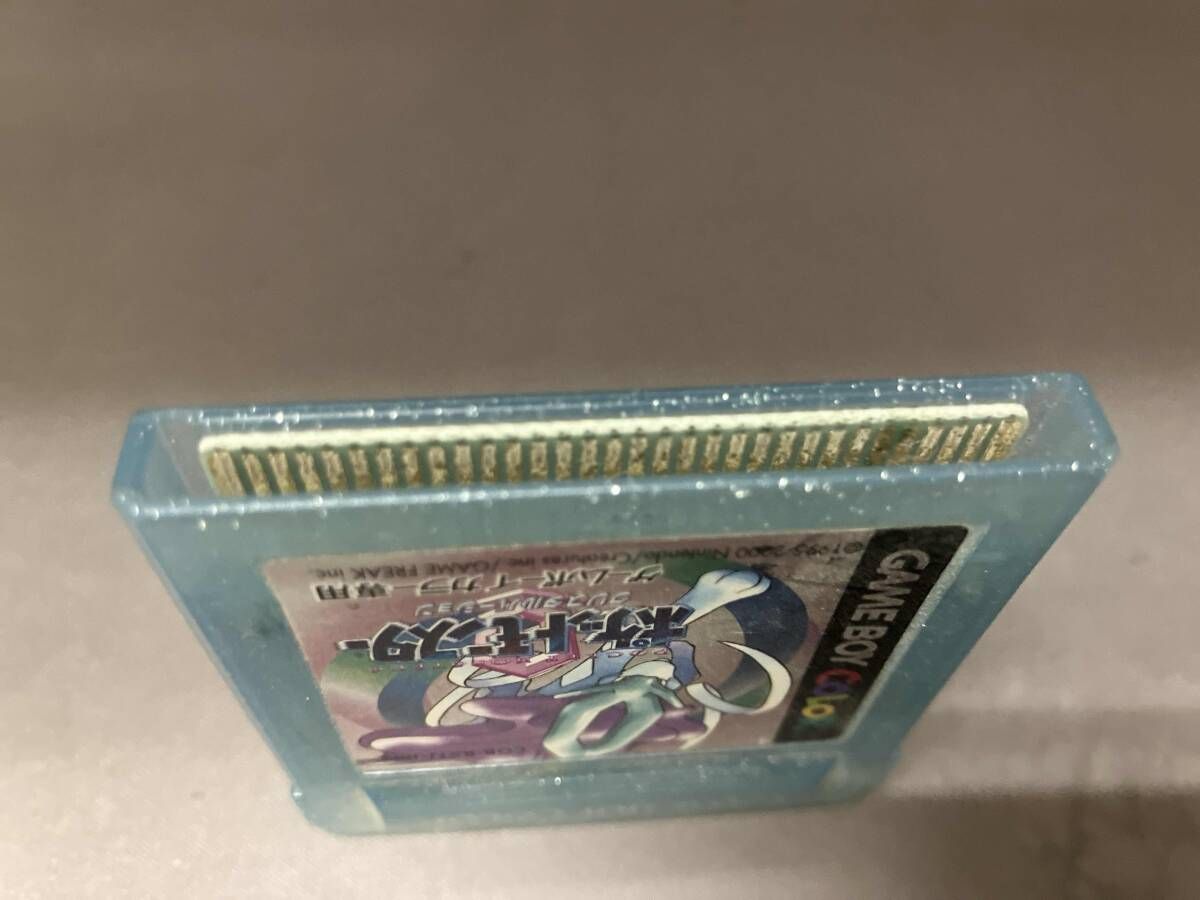 GAME BOY COLOR
ポケットモンスター
クリスタルバージョン
ゲームボーイカラー専用
Nintendo/Creatures inc./GAME FREAK inc.